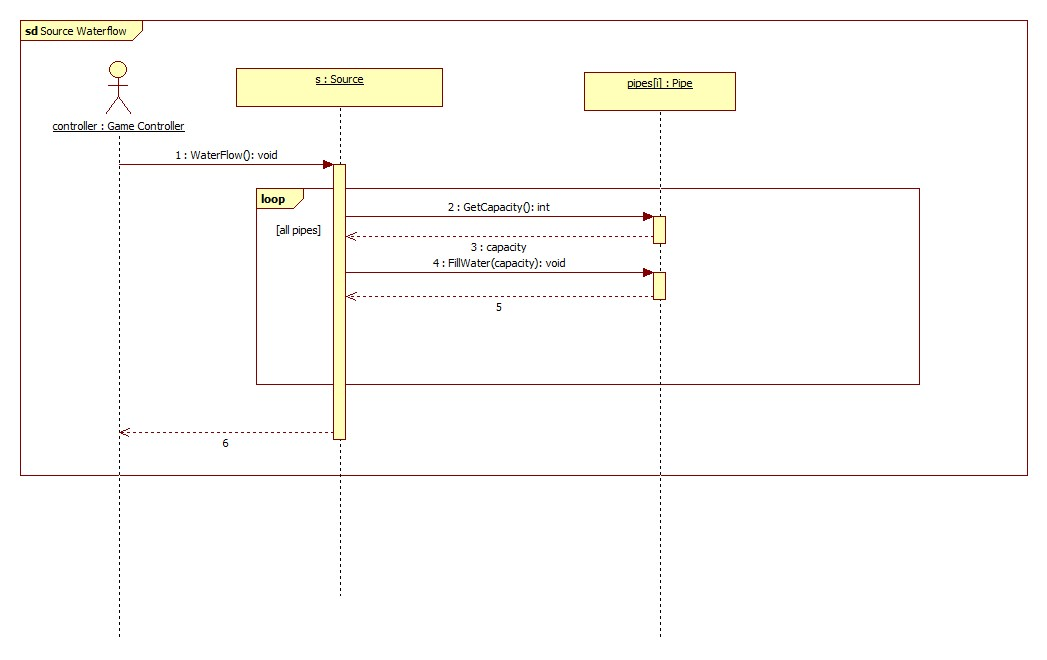 sd Source Waterflow
s : Source
pipes[i] : Pipe
controller : Game Controller
1 : WaterFlow(): void
loop
2 : GetCapacity(): int
[all pipes]
3 : capacity
4 : FillWater(capacity): void
5
6